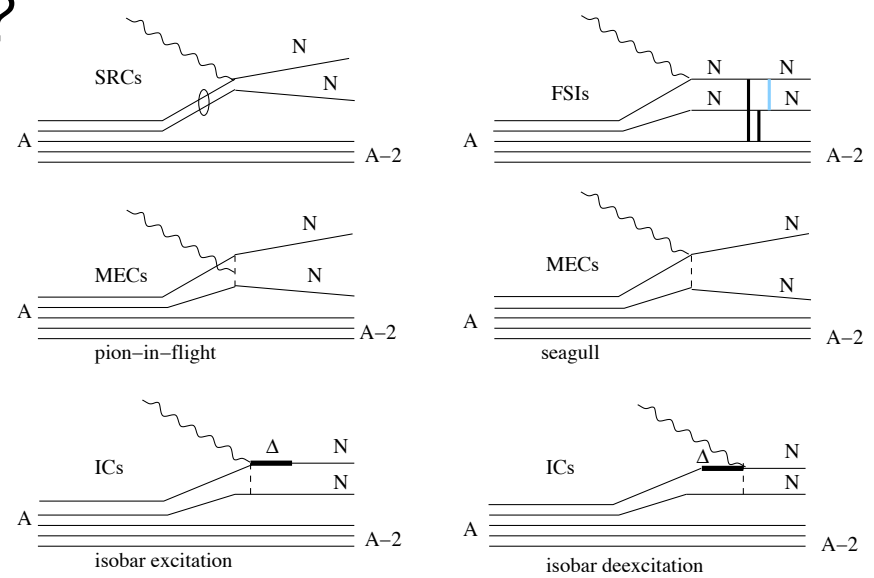 ?
SRCs
N
N
A
A−2
FSIs
N N
N N
A
A−2
MECs
N
N
A
A−2
pion−in−flight
MECs
N
N
A
A−2
seagull
ICs
Δ
N
N
A
A−2
isobar excitation
ICs
Δ
N
N
A
A−2
isobar deexcitation